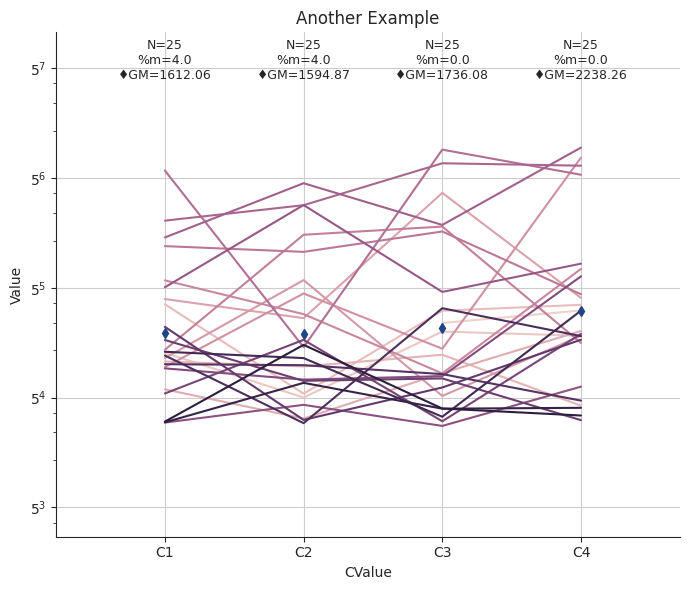 Another Example
N=25 N=25 N=25 N=25
%m=4.0 %m=4.0 %m=0.0 %m=0.0
♦GM=1612.06 ♦GM=1594.87 ♦GM=1736.08 ♦GM=2238.26
5⁷
5⁶
5⁵
5⁴
5³
Value
C1 C2 C3 C4
CValue